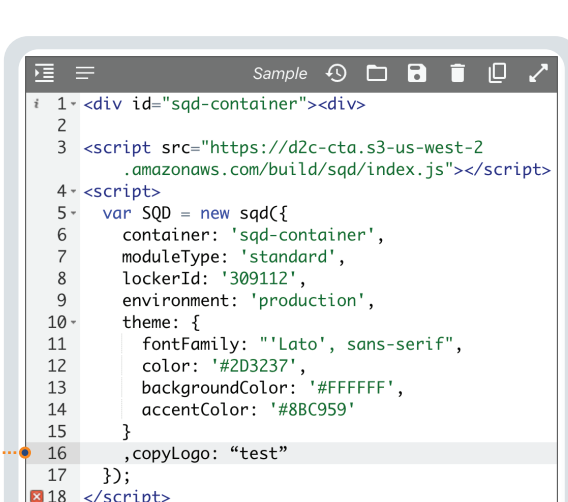 Sample
i 1 <div id="sqd-container"><div>
2
3 <script src="https://d2c-cta.s3-us-west-2
.amazonaws.com/build/sqd/index.js"></script>
4 <script>
5 var SQD = new sqd({
6 container: 'sqd-container',
7 moduleType: 'standard',
8 lockerId: '309112',
9 environment: 'production',
10 theme: {
11 fontFamily: "'Lato', sans-serif",
12 color: '#2D3237',
13 backgroundColor: '#FFFFFF',
14 accentColor: '#8BC959'
15 }
16 ,copyLogo: “test”
17 });
18 </script>